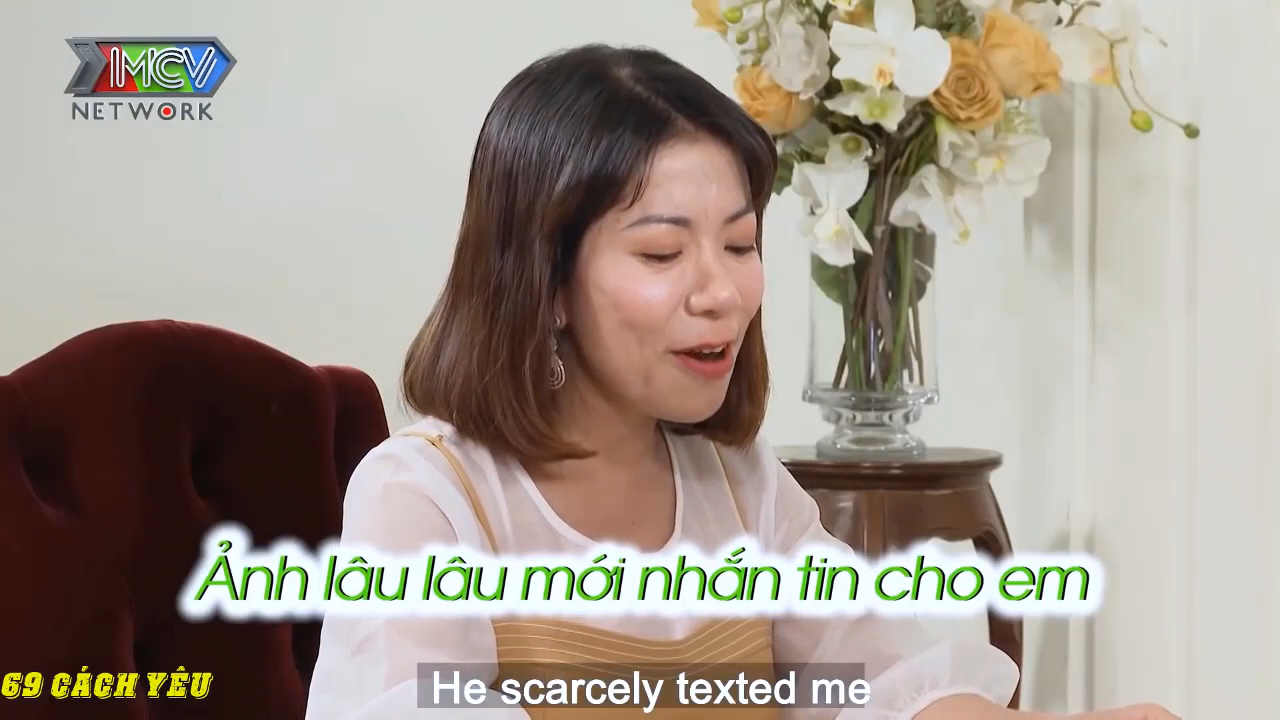 MCV
NETWORK
Ảnh lâu lâu mới nhắn tin cho em
69 CÁCH YÊU
He scarcely texted me